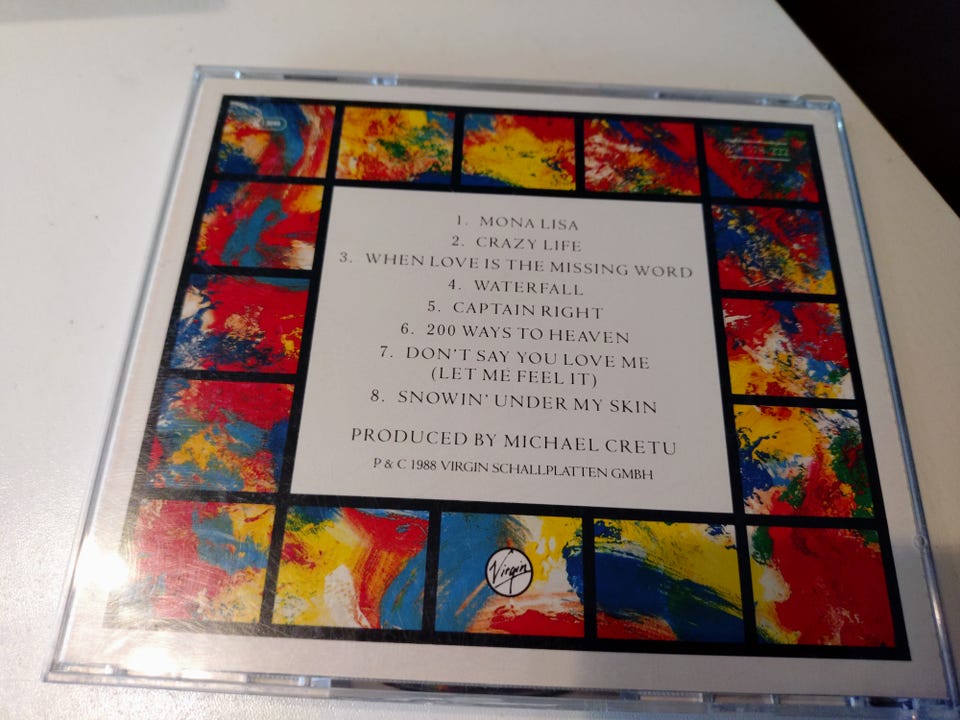 1. MONA LISA
2. CRAZY LIFE
3. WHEN LOVE IS THE MISSING WORD
4. WATERFALL
5. CAPTAIN RIGHT
6. 200 WAYS TO HEAVEN
7. DON'T SAY YOU LOVE ME
(LET ME FEEL IT)
8. SNOWIN' UNDER MY SKIN
PRODUCED BY MICHAEL CRETU
P & C 1988 VIRGIN SCHALLPLATTEN GMBH
Virgin